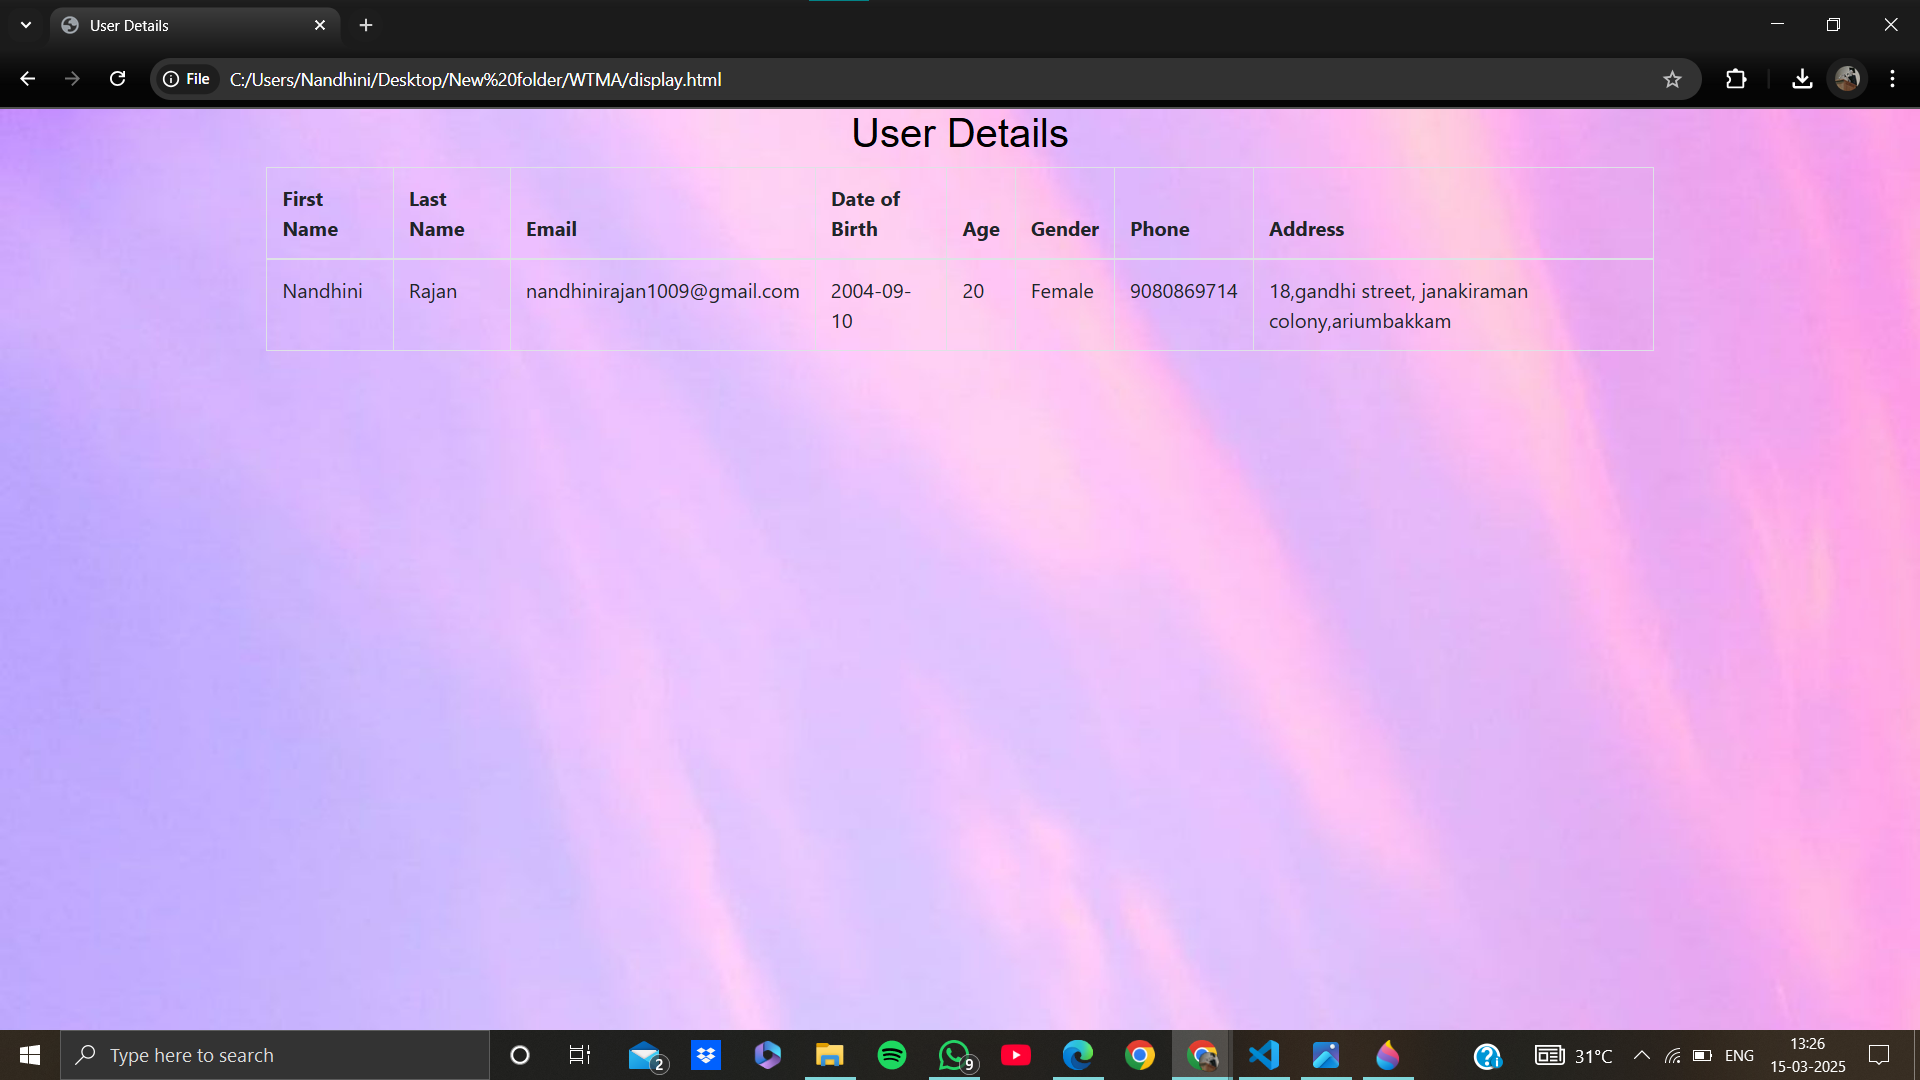 User Details
File
C:/Users/Nandhini/Desktop/New%20folder/WTMA/display.html
User Details
First Name
Last Name
Email
Date of Birth
Age
Gender
Phone
Address
Nandhini
Rajan
nandhinirajan1009@gmail.com
2004-09-10
20
Female
9080869714
18,gandhi street, janakiraman
colony,ariumbakkam
Type here to search
2
9
31°C
ENG
13:26
15-03-2025